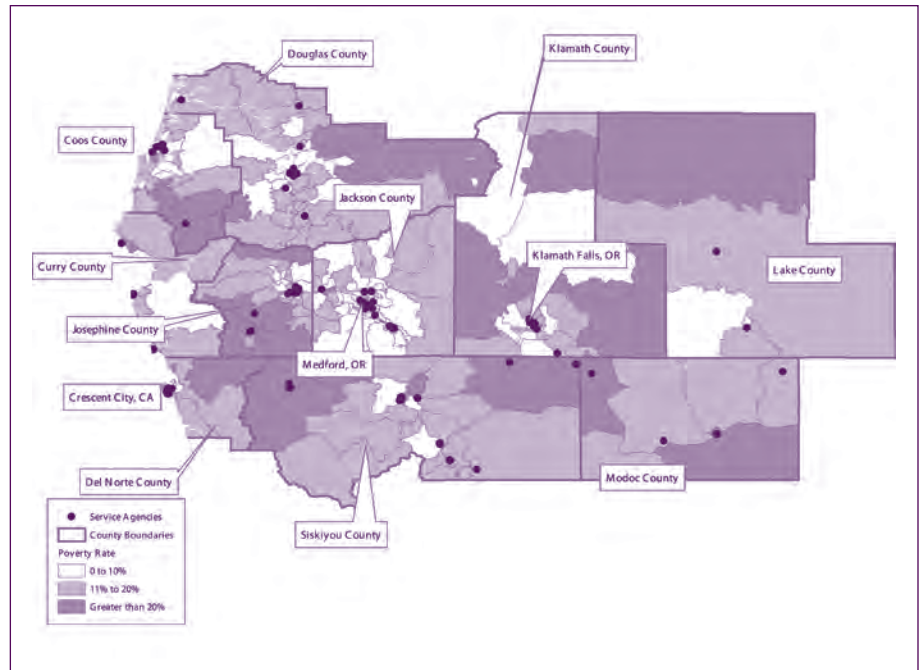 Douglas County
Klamath County
Coos County
Jackson County
Klamath Falls, OR
Curry County
Lake County
Josephine County
Medford, OR
Crescent City, CA
Del Norte County
Modoc County
Siskiyou County
Service Agencies
County Boundaries
Poverty Rate
0 to 10%
11% to 20%
Greater than 20%